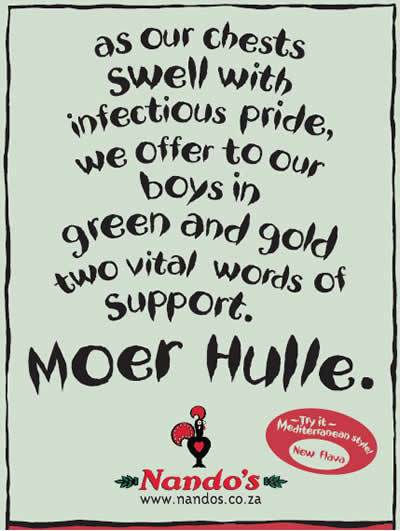 as our chests
swell with
infectious pride,
we offer to our
boys in
green and gold
two vital words of
support.
Moer Hulle.
~Try it~
Mediterranean style!
New Flava
Nando's
www.nandos.co.za